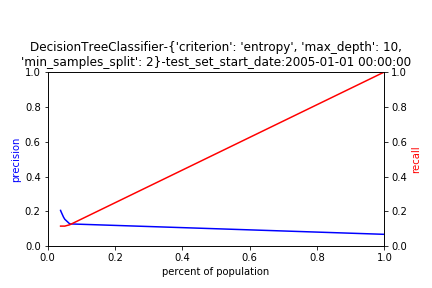 DecisionTreeClassifier-{'criterion': 'entropy', 'max_depth': 10,
'min_samples_split': 2}-test_set_start_date:2005-01-01 00:00:00
1.0
0.8
0.6
0.4
0.2
0.0
precision
1.0
0.8
0.6
0.4
0.2
0.0
recall
0.0 0.2 0.4 0.6 0.8 1.0
percent of population